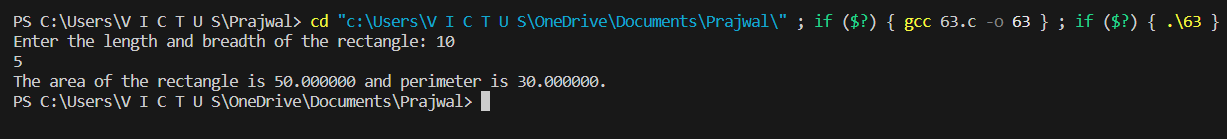 PS C:\Users\V I C T U S\Prajwal> cd "c:\Users\V I C T U S\OneDrive\Documents\Prajwal\" ; if ($?) { gcc 63.c -o 63 } ; if ($?) { .\63 }
Enter the length and breadth of the rectangle: 10
5
The area of the rectangle is 50.000000 and perimeter is 30.000000.
PS C:\Users\V I C T U S\OneDrive\Documents\Prajwal>